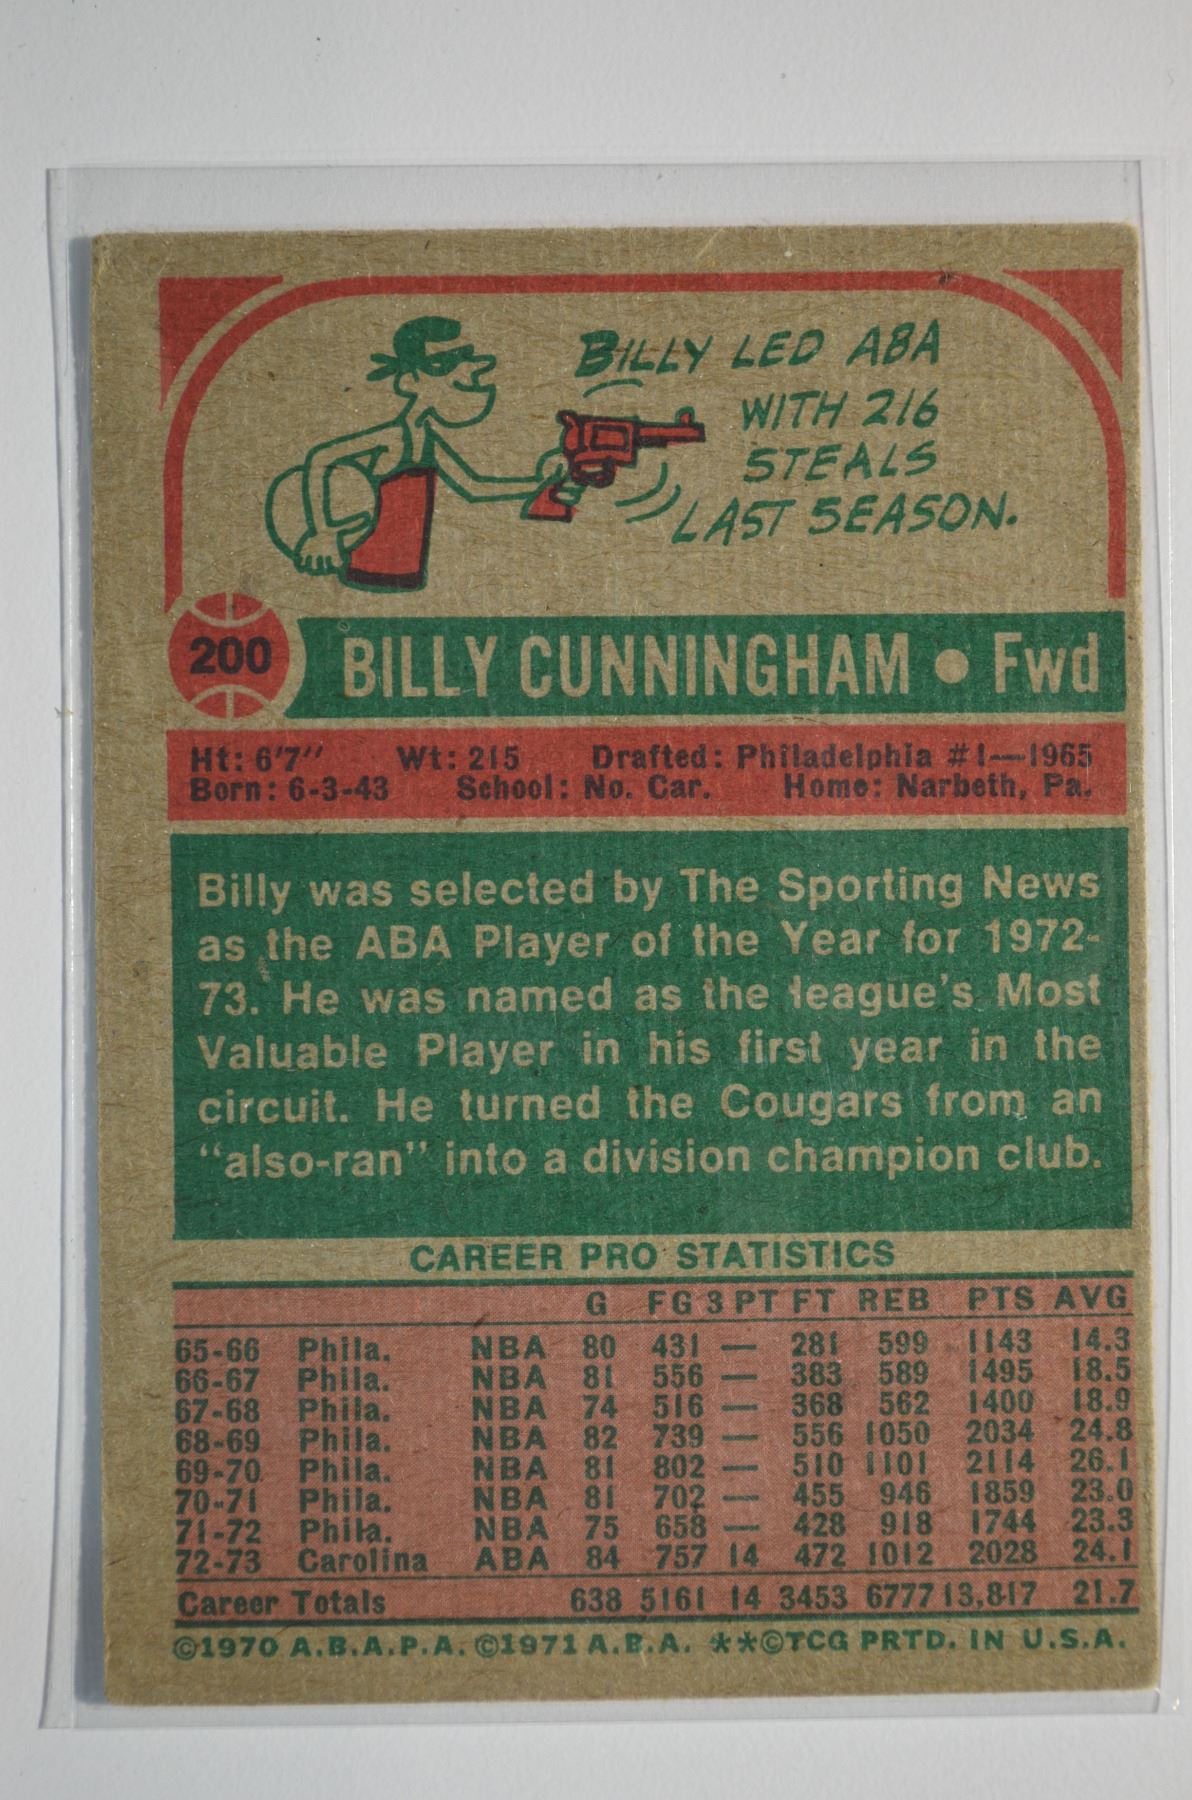 BILLY LED ABA
WITH 216
STEALS
LAST SEASON.
200 BILLY CUNNINGHAM • Fwd
Ht: 6'7" Wt: 215 Drafted: Philadelphia #1—1965
Born: 6-3-43 School: No. Car. Home: Narbeth, Pa.
Billy was selected by The Sporting News
as the ABA Player of the Year for 1972-
73. He was named as the league's Most
Valuable Player in his first year in the
circuit. He turned the Cougars from an
"also-ran" into a division champion club.
CAREER PRO STATISTICS
G FG 3 PT FT REB PTS AVG
65-66 Phila. NBA 80 431 — 281 599 1143 14.3
66-67 Phila. NBA 81 556 — 383 589 1495 18.5
67-68 Phila. NBA 74 516 — 368 562 1400 18.9
68-69 Phila. NBA 82 739 — 556 1050 2034 24.8
69-70 Phila. NBA 81 802 — 510 1101 2114 26.1
70-71 Phila. NBA 81 702 — 455 946 1859 23.0
71-72 Phila. NBA 75 658 — 428 918 1744 23.3
72-73 Carolina ABA 84 757 14 472 1012 2028 24.1
Career Totals 638 5161 14 3453 6777 13,817 21.7
©1970 A.B.A.P.A. ©1971 A.B.A. **©TCG PRTD. IN U.S.A.